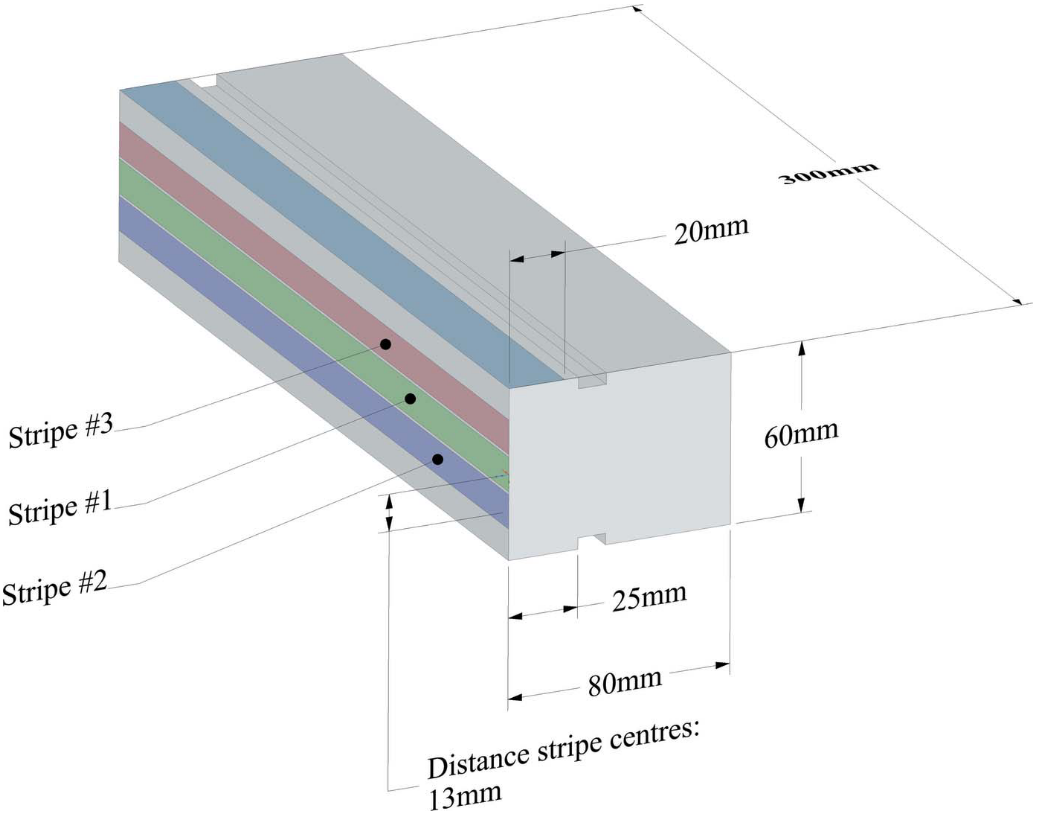 300mm
20mm
60mm
Stripe #3
Stripe #1
Stripe #2
25mm
80mm
Distance stripe centres:
13mm